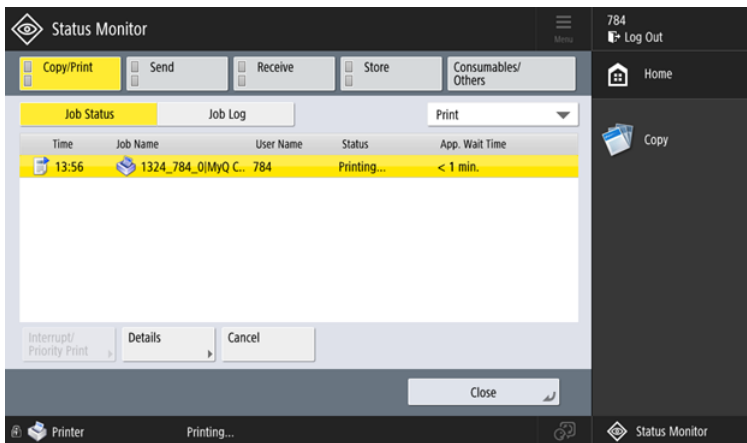 Status Monitor
Menu
784
Log Out
Copy/Print
Send
Receive
Store
Consumables/
Others
Home
Job Status
Job Log
Print
Copy
Time Job Name User Name Status App. Wait Time
13:56 1324_784_0|MyQ C.. 784 Printing... < 1 min.
Interrupt/
Priority Print
Details
Cancel
Close
Printer Printing...
Status Monitor